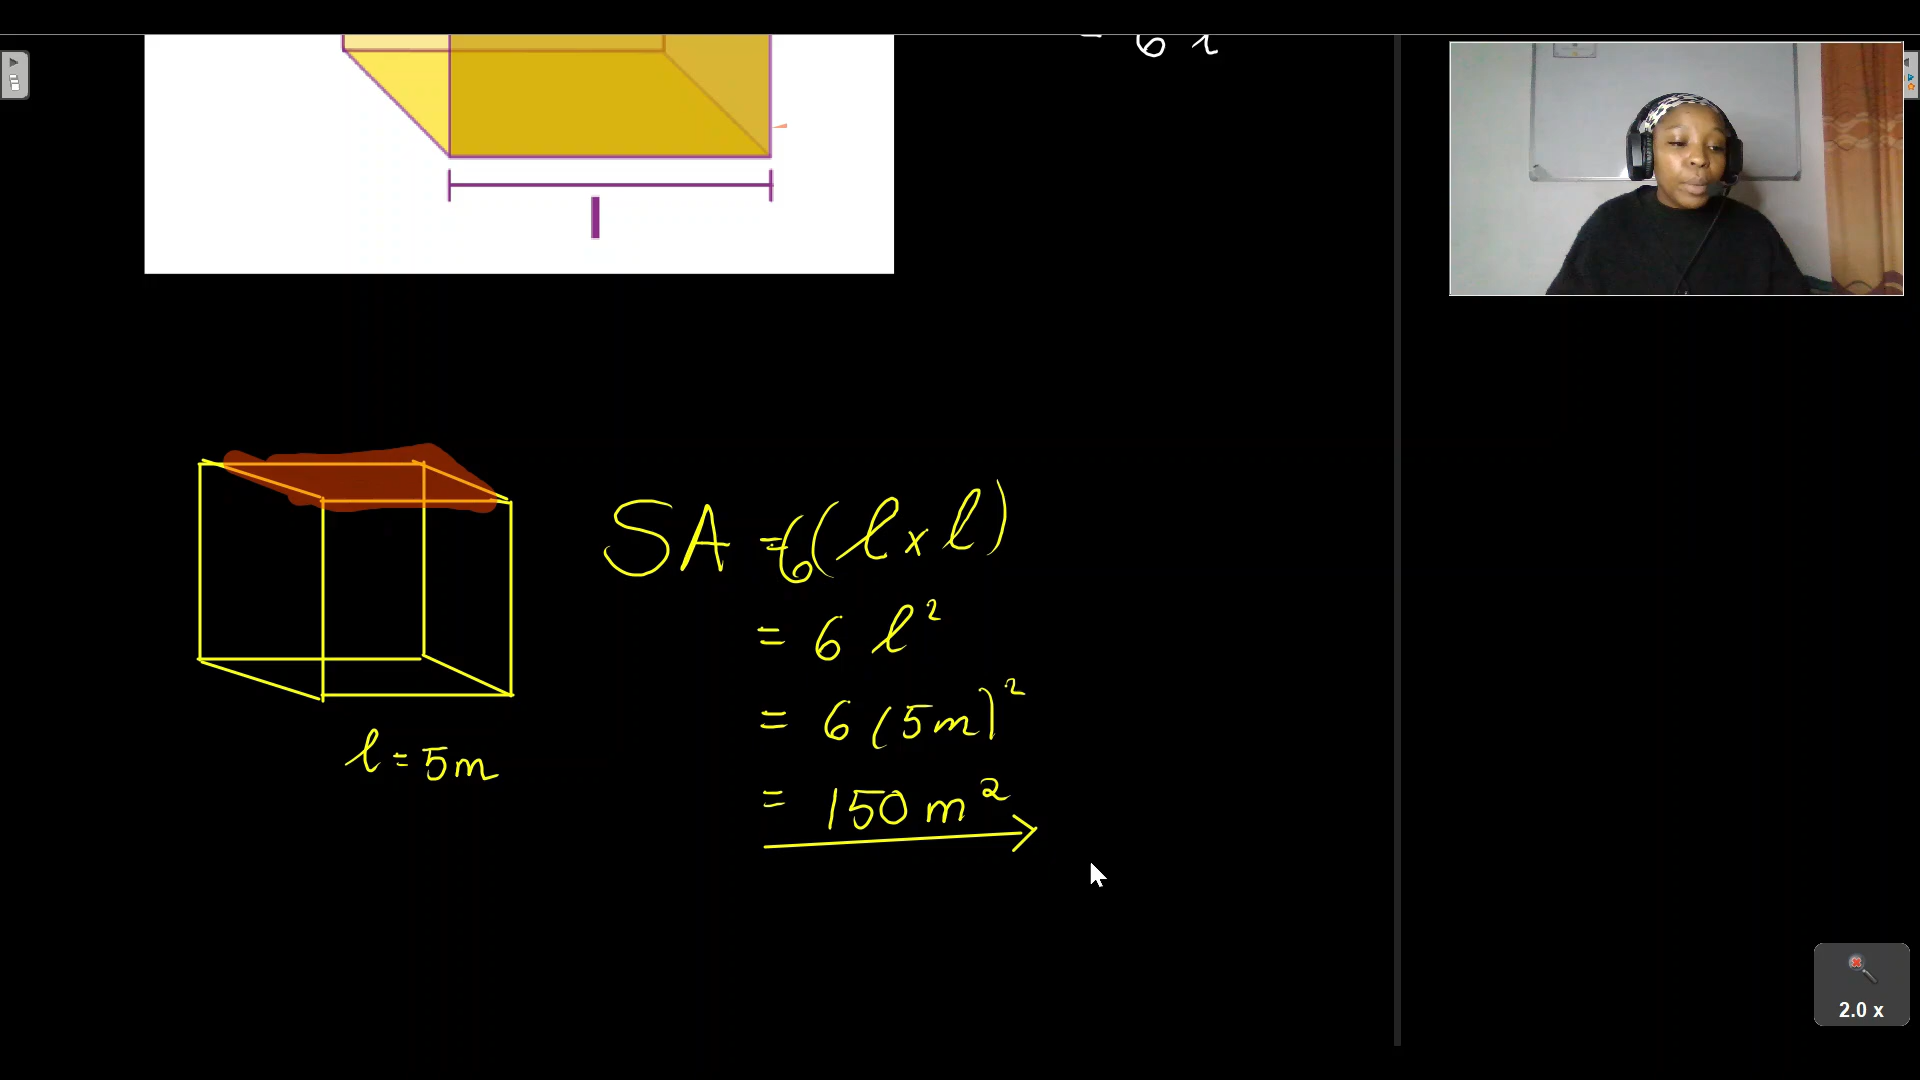 l
SA = 6(l x l)
= 6 l²
= 6 (5m)²
= 150 m²
l = 5m
2.0 x